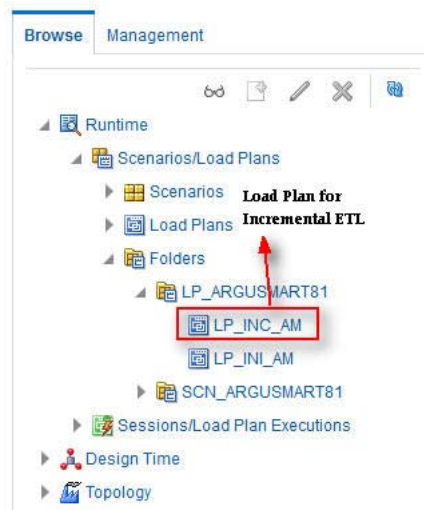 Browse Management
Runtime
Scenarios/Load Plans
Scenarios
Load Plan for
Incremental ETL
Load Plans
Folders
LP_ARGUSMART81
LP_INC_AM
LP_INI_AM
SCN_ARGUSMART81
Sessions/Load Plan Executions
Design Time
Topology